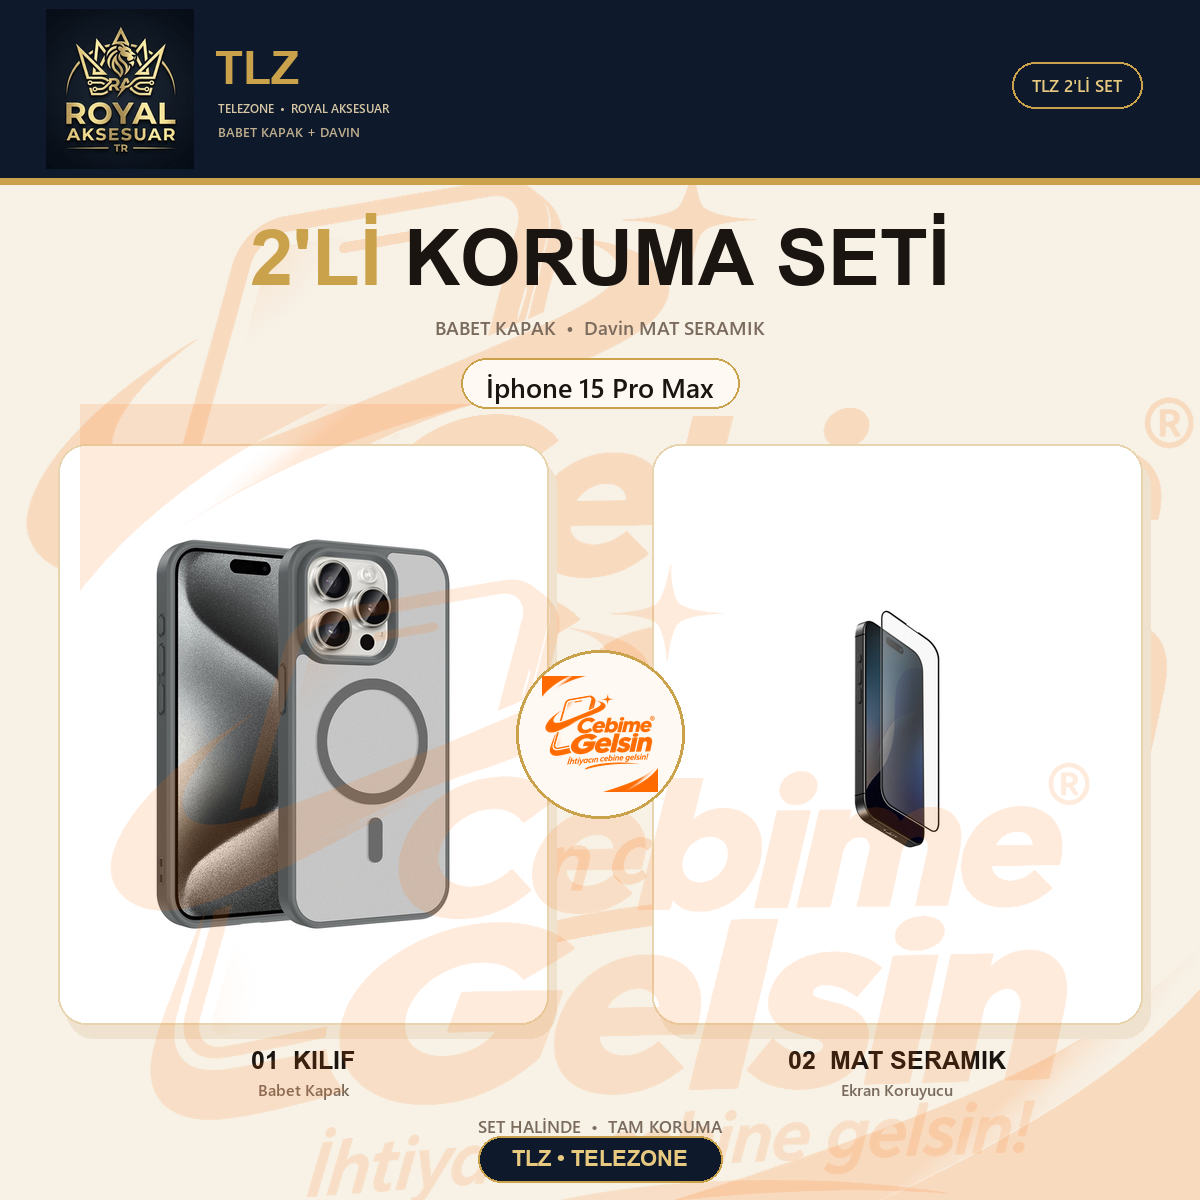 ROYAL
AKSESUAR
TR
TLZ
TELEZONE • ROYAL AKSESUAR
BABET KAPAK + DAVIN
TLZ 2'Lİ SET
2'Lİ KORUMA SETİ
BABET KAPAK • Davin MAT SERAMIK
İphone 15 Pro Max
Cebime®
Gelsin
İhtiyacın cebine gelsin!
Cebime®
Gelsin
01 KILIF
Babet Kapak
02 MAT SERAMIK
Ekran Koruyucu
SET HALİNDE • TAM KORUMA
TLZ • TELEZONE